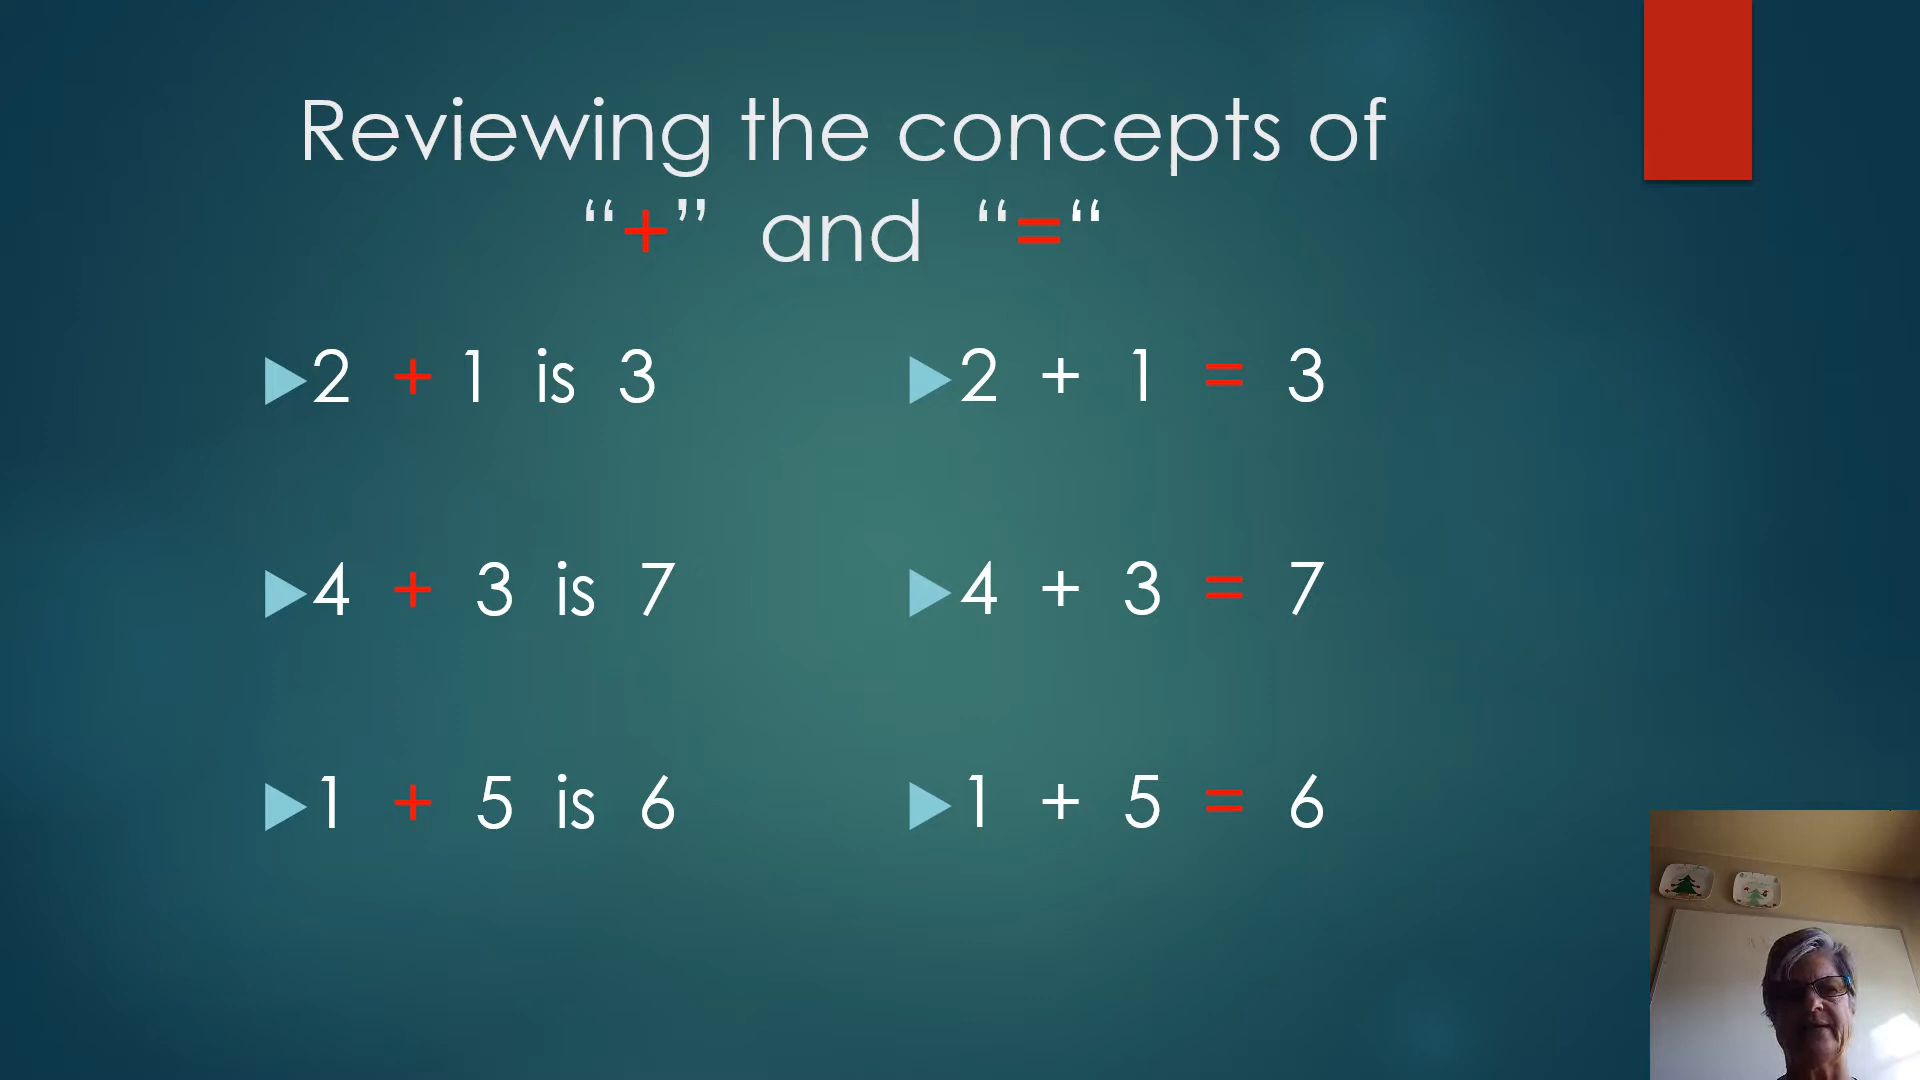 Reviewing the concepts of
“+” and “=“
2 + 1 is 3
4 + 3 is 7
1 + 5 is 6
2 + 1 = 3
4 + 3 = 7
1 + 5 = 6